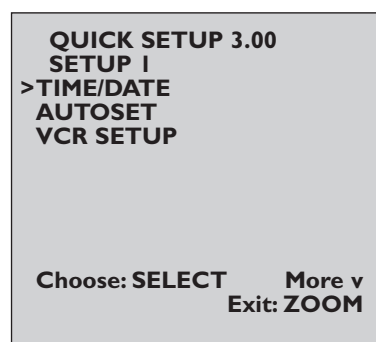 QUICK SETUP 3.00
SETUP 1
>TIME/DATE
AUTOSET
VCR SETUP
Choose: SELECT More v
Exit: ZOOM